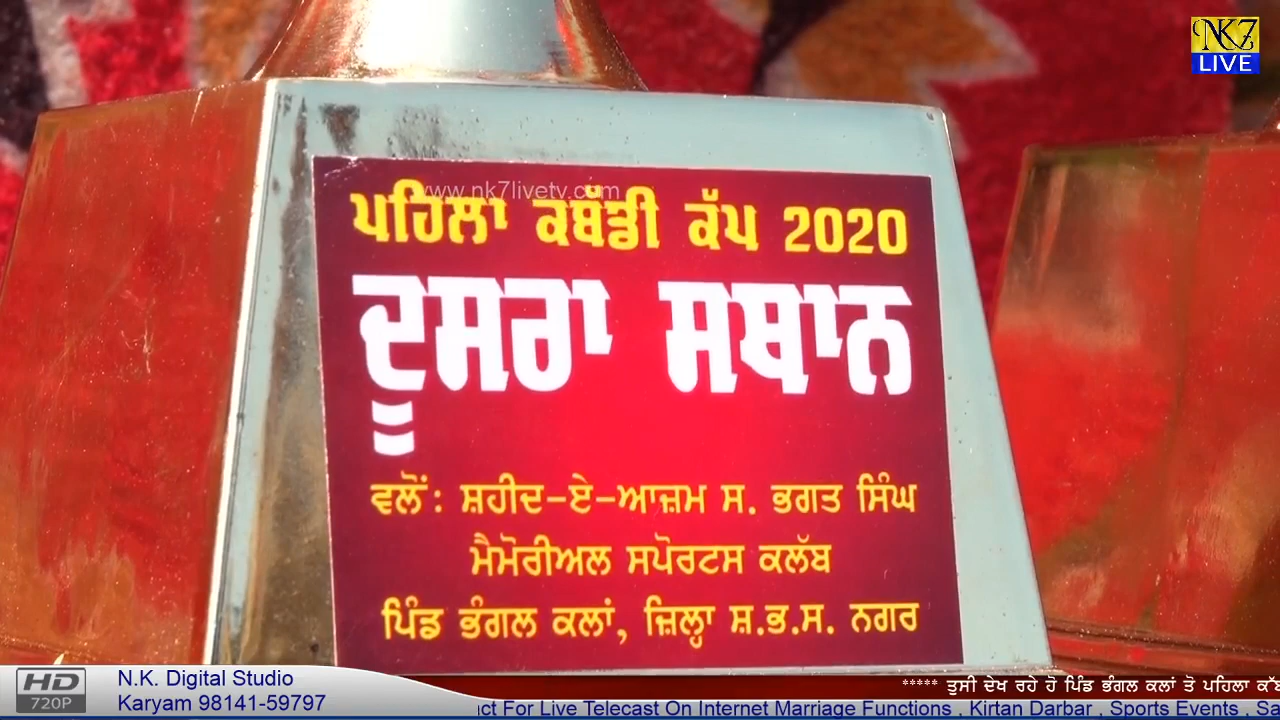 NK7
LIVE
www.nk7livetv.com
ਪਹਿਲਾ ਕਬੱਡੀ ਕੱਪ 2020
ਦੂਸਰਾ ਸਥਾਨ
ਵਲੋਂ: ਸ਼ਹੀਦ-ਏ-ਆਜ਼ਮ ਸ. ਭਗਤ ਸਿੰਘ
ਮੈਮੋਰੀਅਲ ਸਪੋਰਟਸ ਕਲੱਬ
ਪਿੰਡ ਭੰਗਲ ਕਲਾਂ, ਜ਼ਿਲ੍ਹਾ ਸ਼.ਭ.ਸ. ਨਗਰ
HD
720P
N.K. Digital Studio
Karyam 98141-59797
***** ਤੁਸੀ ਦੇਖ ਰਹੇ ਹੋ ਪਿੰਡ ਭੰਗਲ ਕਲਾਂ ਤੋ ਪਹਿਲਾ
For Live Telecast On Internet Marriage Functions , Kirtan Darbar , Sports Events ,